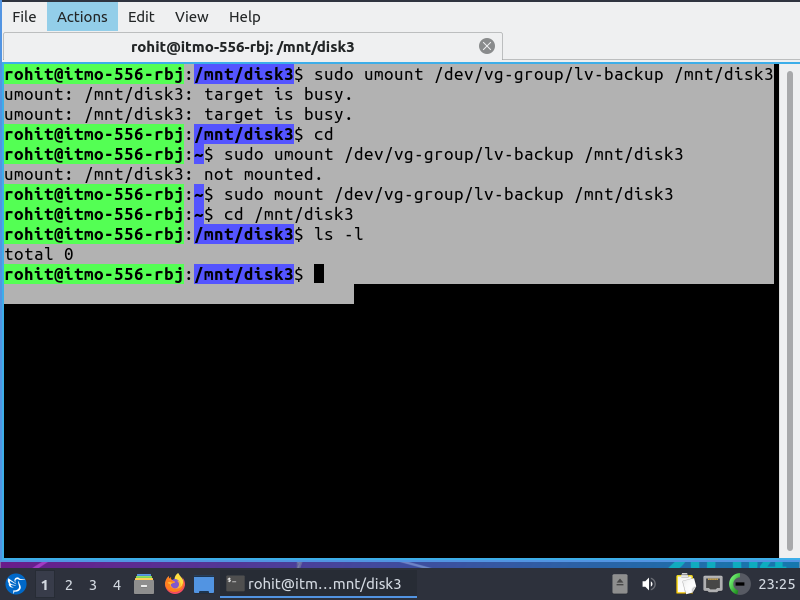 File Actions Edit View Help
rohit@itmo-556-rbj: /mnt/disk3
rohit@itmo-556-rbj:/mnt/disk3$ sudo umount /dev/vg-group/lv-backup /mnt/disk3
umount: /mnt/disk3: target is busy.
umount: /mnt/disk3: target is busy.
rohit@itmo-556-rbj:/mnt/disk3$ cd
rohit@itmo-556-rbj:~$ sudo umount /dev/vg-group/lv-backup /mnt/disk3
umount: /mnt/disk3: not mounted.
rohit@itmo-556-rbj:~$ sudo mount /dev/vg-group/lv-backup /mnt/disk3
rohit@itmo-556-rbj:~$ cd /mnt/disk3
rohit@itmo-556-rbj:/mnt/disk3$ ls -l
total 0
rohit@itmo-556-rbj:/mnt/disk3$
1 2 3 4 rohit@itm...mnt/disk3 23:25